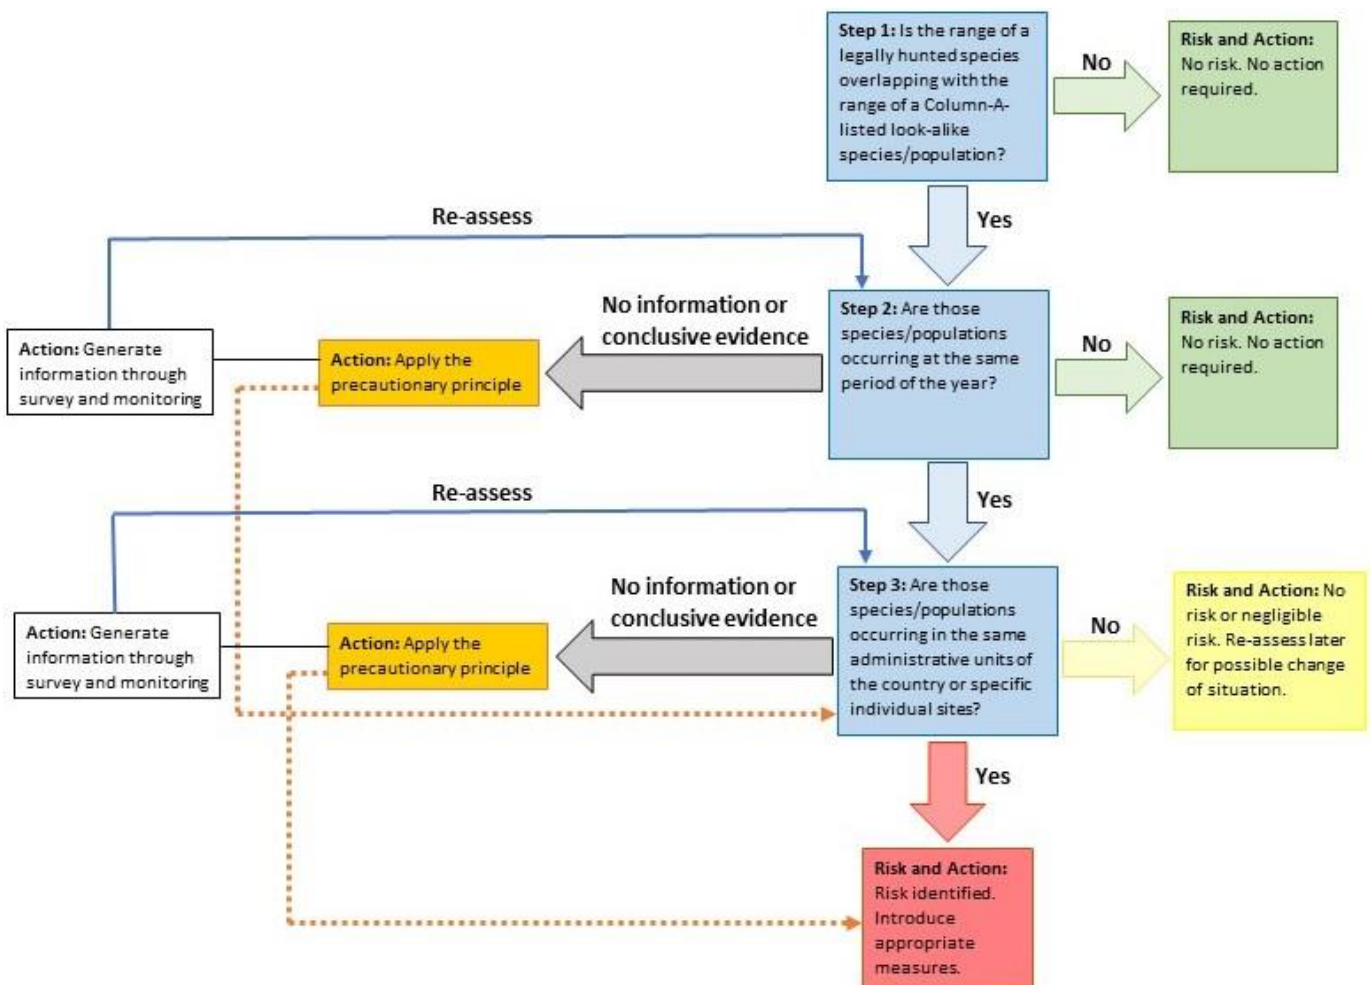 Step 1: Is the range of a
legally hunted species
overlapping with the
range of a Column-A-
listed look-alike
species/population?
No
Risk and Action:
No risk. No action
required.
Yes
Re-assess
Step 2: Are those
species/populations
occurring at the same
period of the year?
No
Risk and Action:
No risk. No action
required.
No information or
conclusive evidence
Action: Apply the
precautionary principle
Action: Generate
information through
survey and monitoring
Yes
Re-assess
Step 3: Are those
species/populations
occurring in the same
administrative units of
the country or specific
individual sites?
No
Risk and Action: No
risk or negligible
risk. Re-assess later
for possible change
of situation.
No information or
conclusive evidence
Action: Apply the
precautionary principle
Action: Generate
information through
survey and monitoring
Yes
Risk and Action:
Risk identified.
Introduce
appropriate
measures.